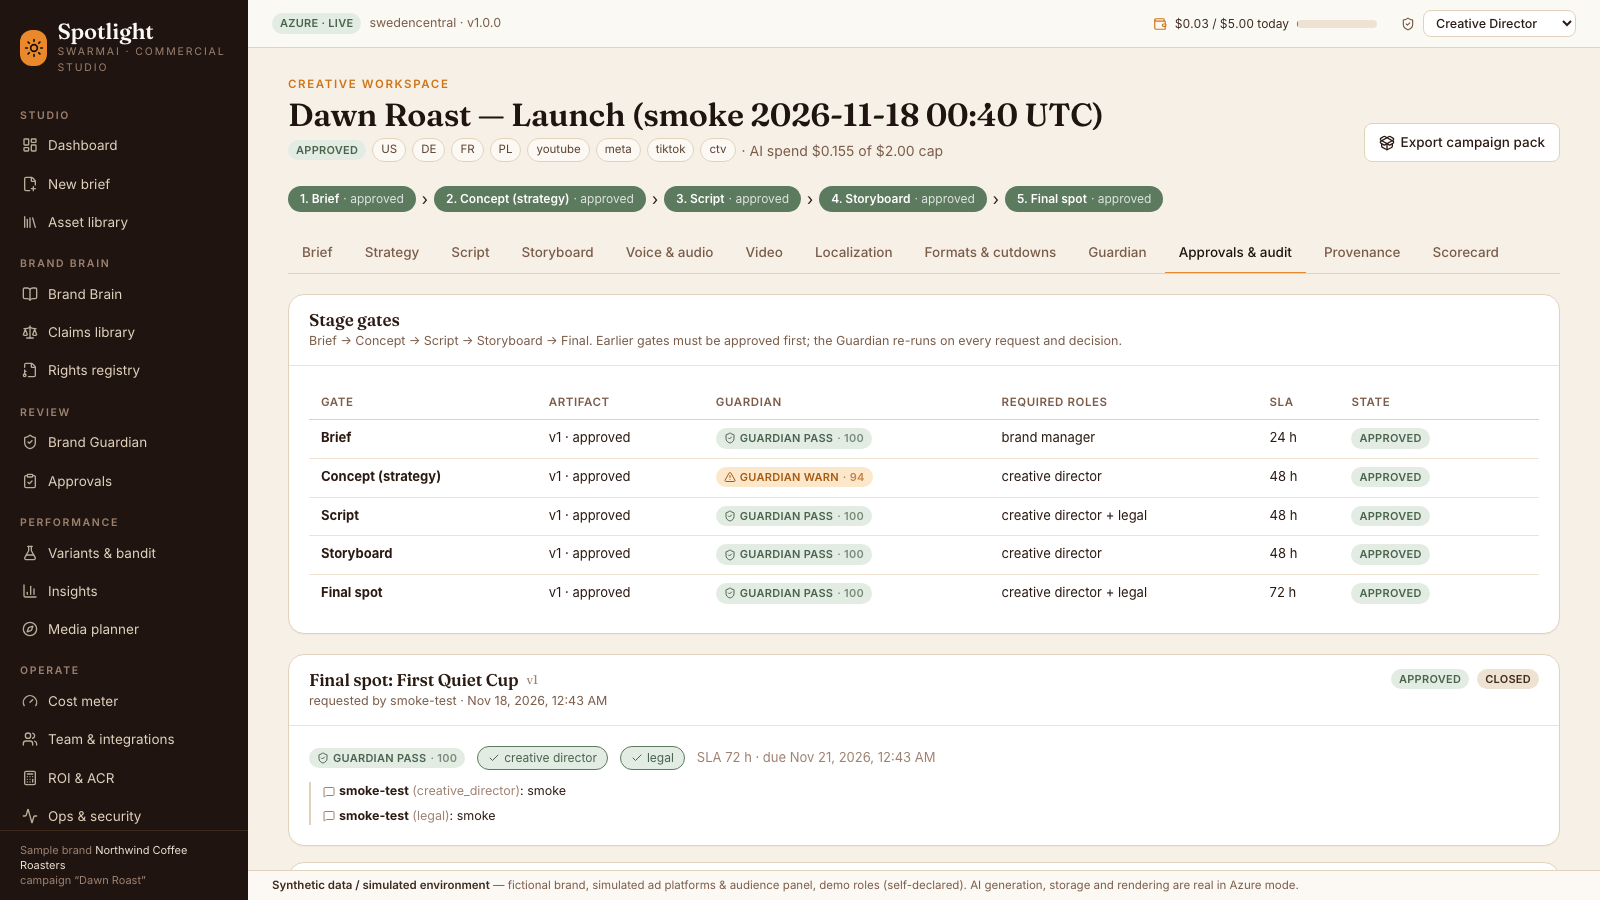 Spotlight
SWARMAI · COMMERCIAL
STUDIO
STUDIO
Dashboard
New brief
Asset library
BRAND BRAIN
Brand Brain
Claims library
Rights registry
REVIEW
Brand Guardian
Approvals
PERFORMANCE
Variants & bandit
Insights
Media planner
OPERATE
Cost meter
Team & integrations
ROI & ACR
Ops & security
Sample brand Northwind Coffee
Roasters
campaign “Dawn Roast”
AZURE · LIVE swedencentral · v1.0.0 $0.03 / $5.00 today Creative Director
CREATIVE WORKSPACE
Dawn Roast — Launch (smoke 2026-11-18 00:40 UTC)
APPROVED US DE FR PL youtube meta tiktok ctv · AI spend $0.155 of $2.00 cap
Export campaign pack
1. Brief · approved › 2. Concept (strategy) · approved › 3. Script · approved › 4. Storyboard · approved › 5. Final spot · approved
Brief Strategy Script Storyboard Voice & audio Video Localization Formats & cutdowns Guardian Approvals & audit Provenance Scorecard
Stage gates
Brief → Concept → Script → Storyboard → Final. Earlier gates must be approved first; the Guardian re-runs on every request and decision.
GATE ARTIFACT GUARDIAN REQUIRED ROLES SLA STATE
Brief v1 · approved GUARDIAN PASS · 100 brand manager 24 h APPROVED
Concept (strategy) v1 · approved GUARDIAN WARN · 94 creative director 48 h APPROVED
Script v1 · approved GUARDIAN PASS · 100 creative director + legal 48 h APPROVED
Storyboard v1 · approved GUARDIAN PASS · 100 creative director 48 h APPROVED
Final spot v1 · approved GUARDIAN PASS · 100 creative director + legal 72 h APPROVED
Final spot: First Quiet Cup v1 APPROVED CLOSED
requested by smoke-test · Nov 18, 2026, 12:43 AM
GUARDIAN PASS · 100 creative director legal SLA 72 h · due Nov 21, 2026, 12:43 AM
smoke-test (creative_director): smoke
smoke-test (legal): smoke
Synthetic data / simulated environment — fictional brand, simulated ad platforms & audience panel, demo roles (self-declared). AI generation, storage and rendering are real in Azure mode.